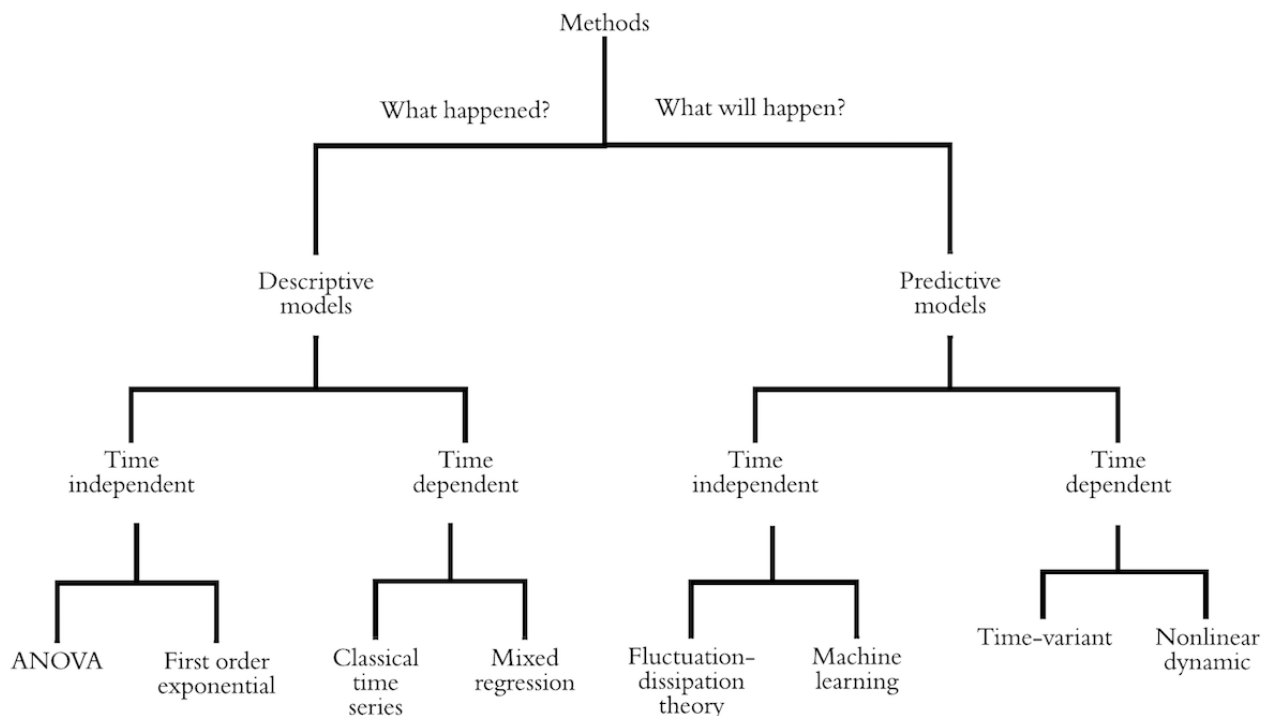 Methods
What happened?
What will happen?
Descriptive
models
Predictive
models
Time
independent
Time
dependent
Time
independent
Time
dependent
ANOVA
First order
exponential
Classical
time
series
Mixed
regression
Fluctuation-
dissipation
theory
Machine
learning
Time-variant
Nonlinear
dynamic